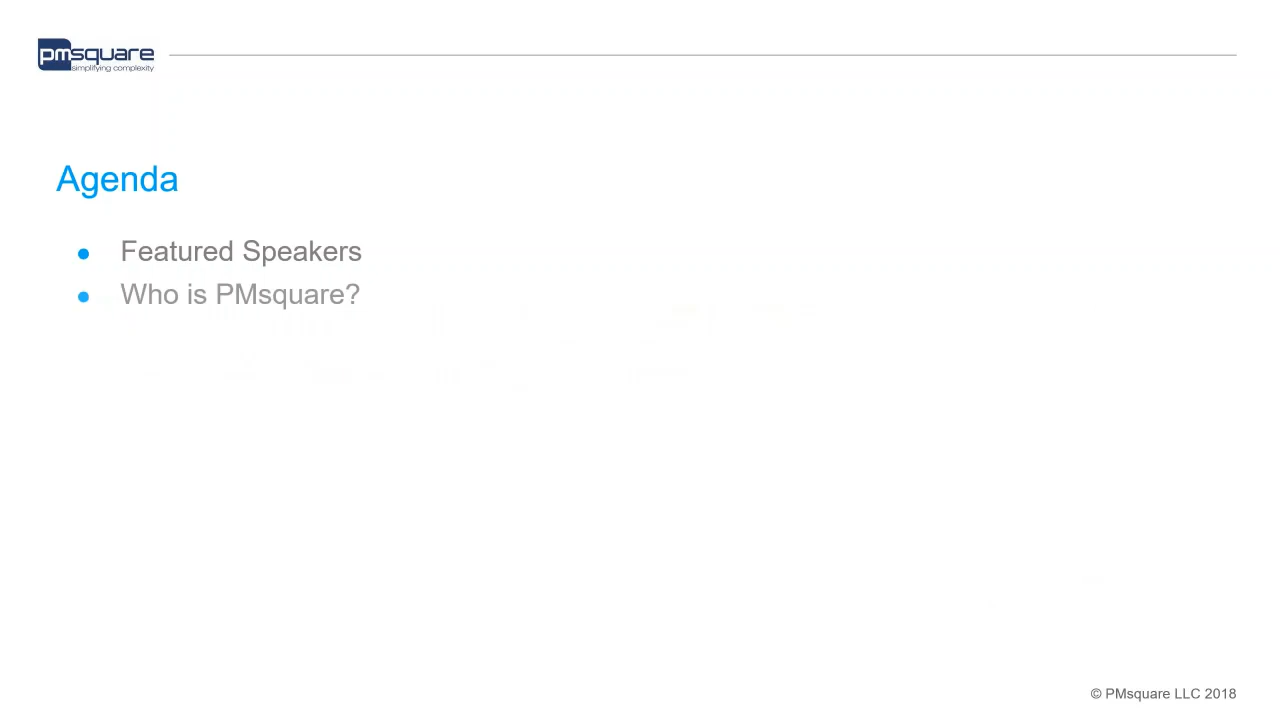 pmsquare
simplifying complexity
Agenda
● Featured Speakers
● Who is PMsquare?
© PMsquare LLC 2018